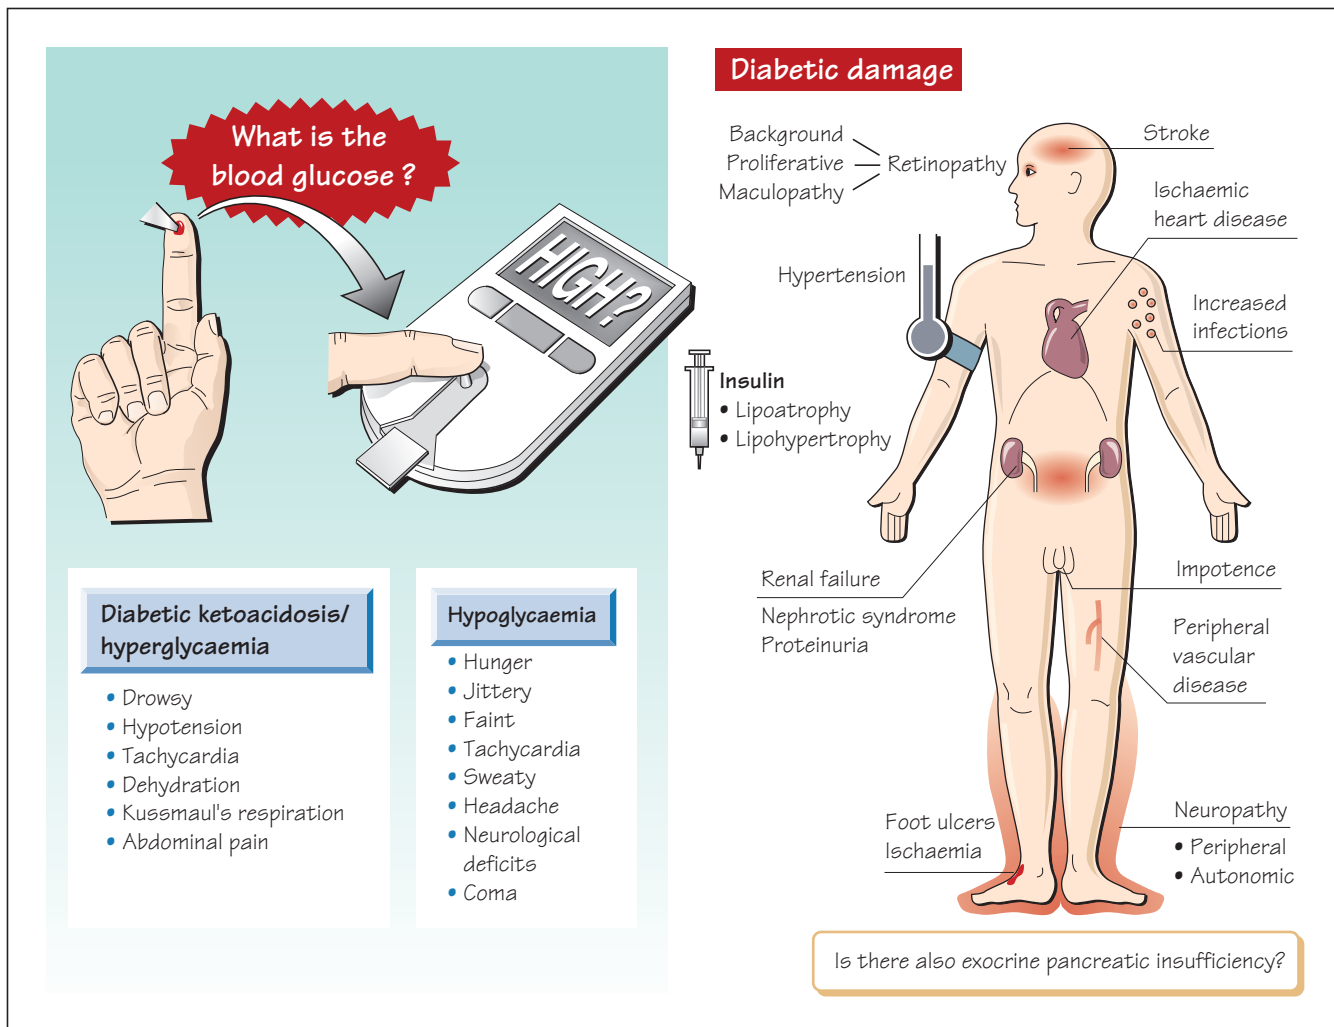 What is the
blood glucose ?
HIGH?
Diabetic ketoacidosis/
hyperglycaemia
• Drowsy
• Hypotension
• Tachycardia
• Dehydration
• Kussmaul's respiration
• Abdominal pain
Hypoglycaemia
• Hunger
• Jittery
• Faint
• Tachycardia
• Sweaty
• Headache
• Neurological
deficits
• Coma
Diabetic damage
Background
Proliferative
Maculopathy
Retinopathy
Stroke
Ischaemic
heart disease
Hypertension
Increased
infections
Insulin
• Lipoatrophy
• Lipohypertrophy
Renal failure
Nephrotic syndrome
Proteinuria
Impotence
Peripheral
vascular
disease
Foot ulcers
Ischaemia
Neuropathy
• Peripheral
• Autonomic
Is there also exocrine pancreatic insufficiency?